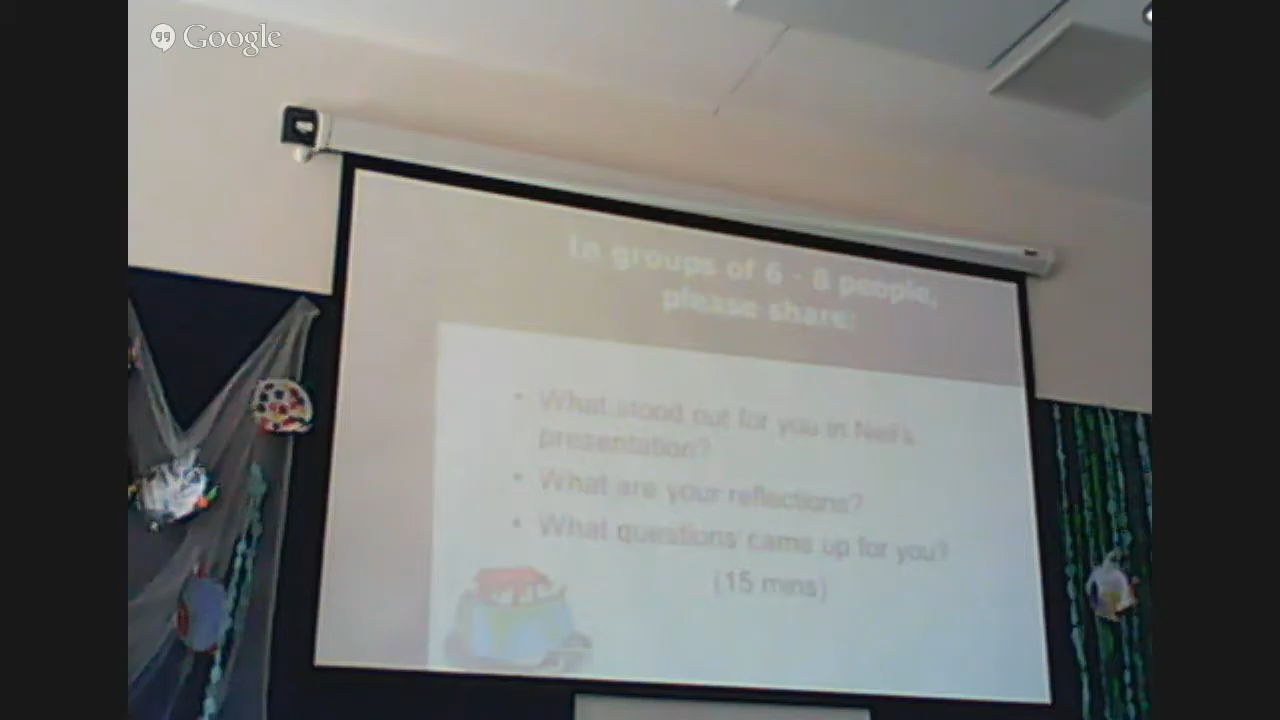 Google
In groups of 6 - 8 people,
please share:
• What stood out for you in Neil's
presentation?
• What are your reflections?
• What questions came up for you?
(15 mins)